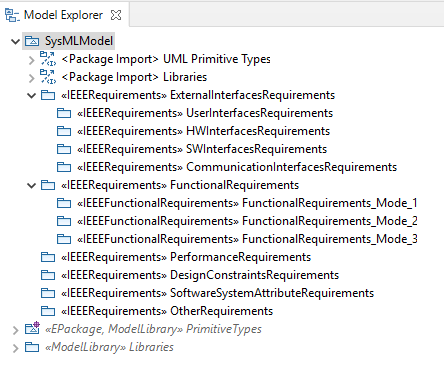 Model Explorer
SysMLModel
<Package Import> UML Primitive Types
<Package Import> Libraries
«IEEERequirements» ExternalInterfacesRequirements
«IEEERequirements» UserInterfacesRequirements
«IEEERequirements» HWInterfacesRequirements
«IEEERequirements» SWInterfacesRequirements
«IEEERequirements» CommunicationInterfacesRequirements
«IEEERequirements» FunctionalRequirements
«IEEEFunctionalRequirements» FunctionalRequirements_Mode_1
«IEEEFunctionalRequirements» FunctionalRequirements_Mode_2
«IEEEFunctionalRequirements» FunctionalRequirements_Mode_3
«IEEERequirements» PerformanceRequirements
«IEEERequirements» DesignConstraintsRequirements
«IEEERequirements» SoftwareSystemAttributeRequirements
«IEEERequirements» OtherRequirements
«EPackage, ModelLibrary» PrimitiveTypes
«ModelLibrary» Libraries